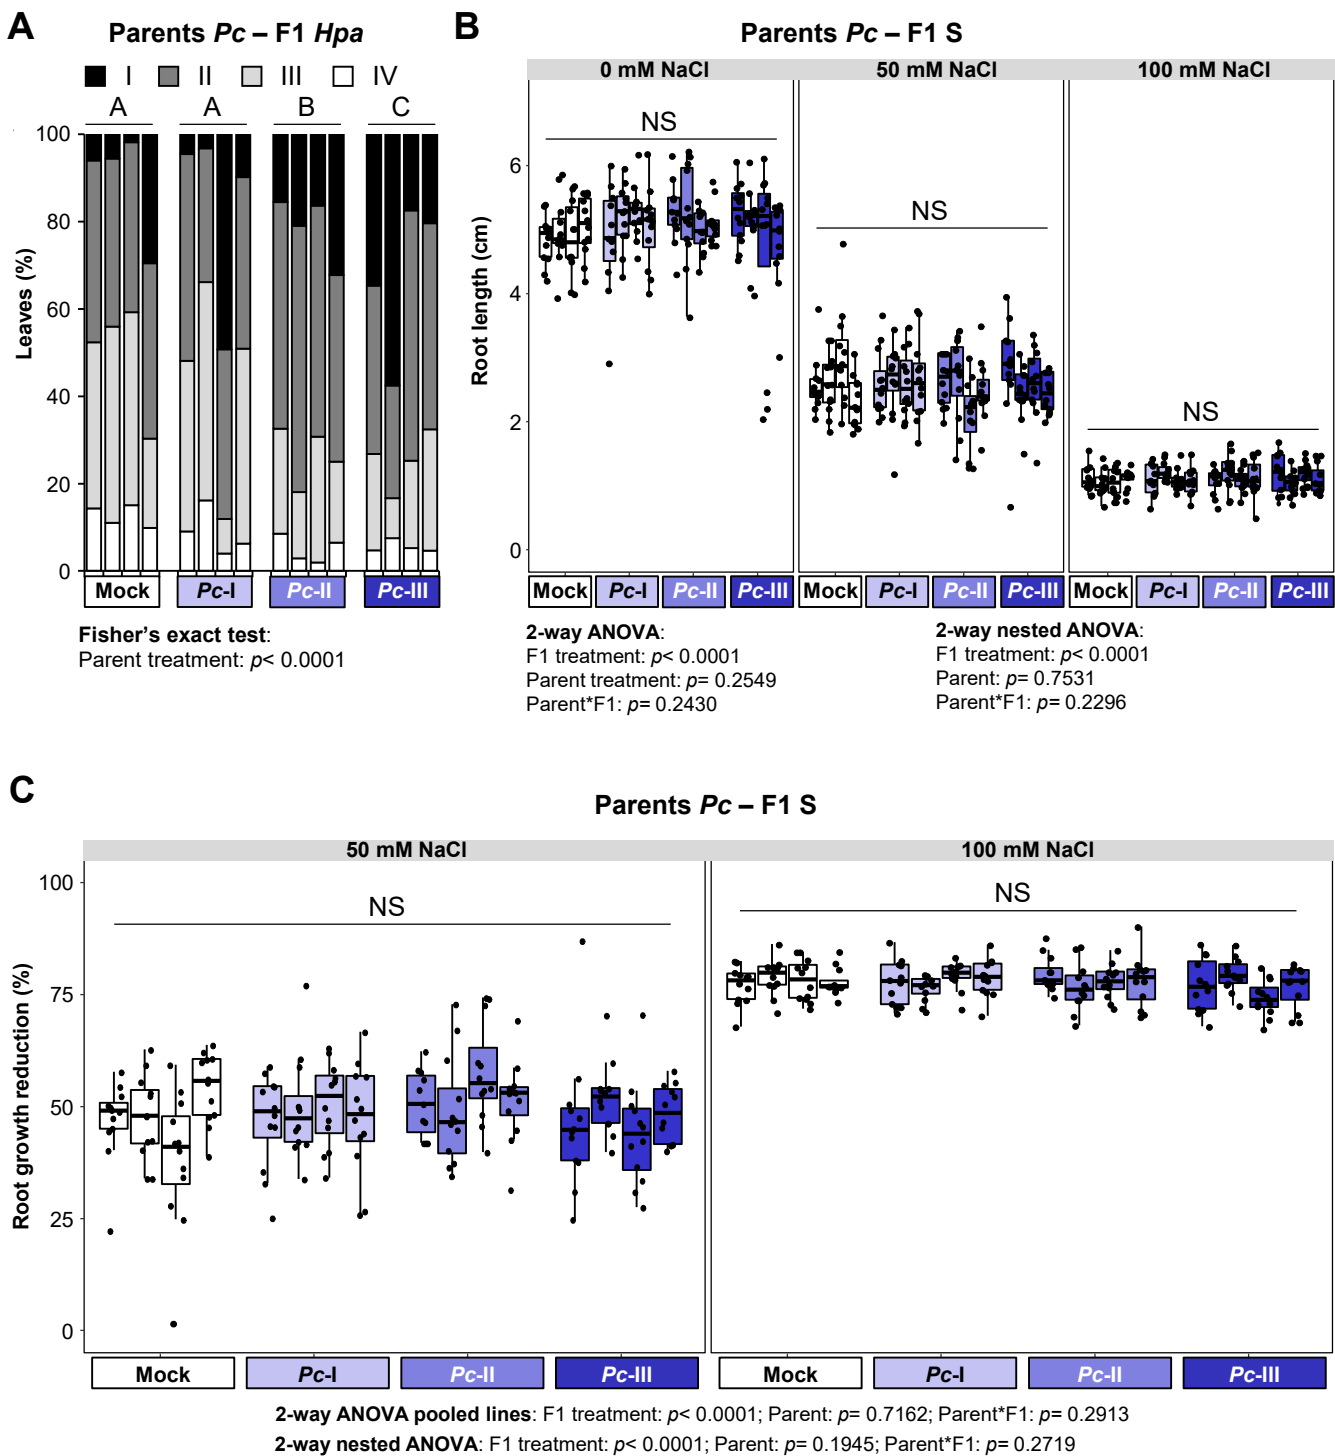 A
Parents Pc – F1 Hpa
I II III IV
A A B C
Leaves (%)
100
80
60
40
20
0
Mock Pc-I Pc-II Pc-III
Fisher's exact test:
Parent treatment: p< 0.0001
B
Parents Pc – F1 S
0 mM NaCl 50 mM NaCl 100 mM NaCl
NS
NS
NS
Root length (cm)
6
4
2
0
Mock Pc-I Pc-II Pc-III Mock Pc-I Pc-II Pc-III Mock Pc-I Pc-II Pc-III
2-way ANOVA:
F1 treatment: p< 0.0001
Parent treatment: p= 0.2549
Parent*F1: p= 0.2430
2-way nested ANOVA:
F1 treatment: p< 0.0001
Parent: p= 0.7531
Parent*F1: p= 0.2296
C
Parents Pc – F1 S
50 mM NaCl 100 mM NaCl
NS NS
Root growth reduction (%)
100
75
50
25
0
Mock Pc-I Pc-II Pc-III Mock Pc-I Pc-II Pc-III
2-way ANOVA pooled lines: F1 treatment: p< 0.0001; Parent: p= 0.7162; Parent*F1: p= 0.2913
2-way nested ANOVA: F1 treatment: p< 0.0001; Parent: p= 0.1945; Parent*F1: p= 0.2719